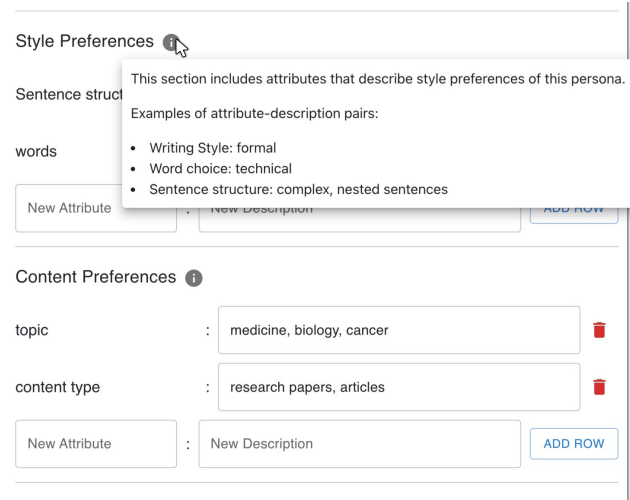 Style Preferences
This section includes attributes that describe style preferences of this persona.
Sentence struct
Examples of attribute-description pairs:
• Writing Style: formal
words
• Word choice: technical
• Sentence structure: complex, nested sentences
New Attribute : New Description ADD ROW
Content Preferences
topic : medicine, biology, cancer
content type : research papers, articles
New Attribute : New Description ADD ROW